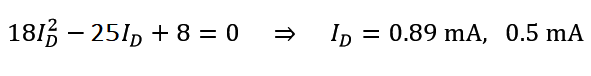 18I_D^2 − 25I_D + 8 = 0 ⇒ I_D = 0.89 mA, 0.5 mA